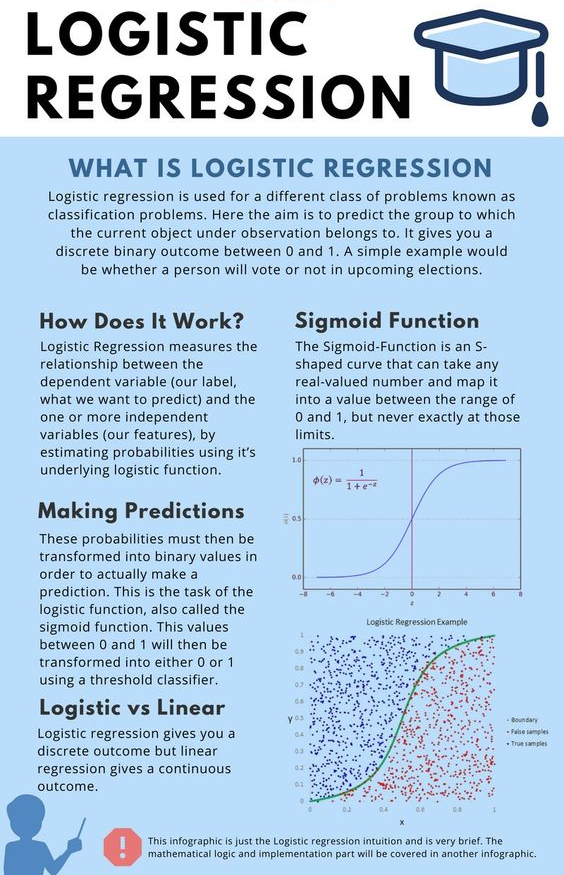 LOGISTIC
REGRESSION
WHAT IS LOGISTIC REGRESSION
Logistic regression is used for a different class of problems known as
classification problems. Here the aim is to predict the group to which
the current object under observation belongs to. It gives you a
discrete binary outcome between 0 and 1. A simple example would
be whether a person will vote or not in upcoming elections.
How Does It Work?
Logistic Regression measures the
relationship between the
dependent variable (our label,
what we want to predict) and the
one or more independent
variables (our features), by
estimating probabilities using it's
underlying logistic function.
Making Predictions
These probabilities must then be
transformed into binary values in
order to actually make a
prediction. This is the task of the
logistic function, also called the
sigmoid function. This values
between 0 and 1 will then be
transformed into either 0 or 1
using a threshold classifier.
Logistic vs Linear
Logistic regression gives you a
discrete outcome but linear
regression gives a continuous
outcome.
Sigmoid Function
The Sigmoid-Function is an S-
shaped curve that can take any
real-valued number and map it
into a value between the range of
0 and 1, but never exactly at those
limits.
1.0
ϕ(z) = 1 / 1 + e^−z
0.5
0.0
−8 −6 −4 −2 0 2 4 6 8
z
Logistic Regression Example
1
0.9
0.8
0.7
0.6
y 0.5
0.4
0.3
0.2
0.1
0
0 0.2 0.4 0.6 0.8 1
x
Boundary
False samples
True samples
!
This infographic is just the Logistic regression intuition and is very brief. The
mathematical logic and implementation part will be covered in another infographic.